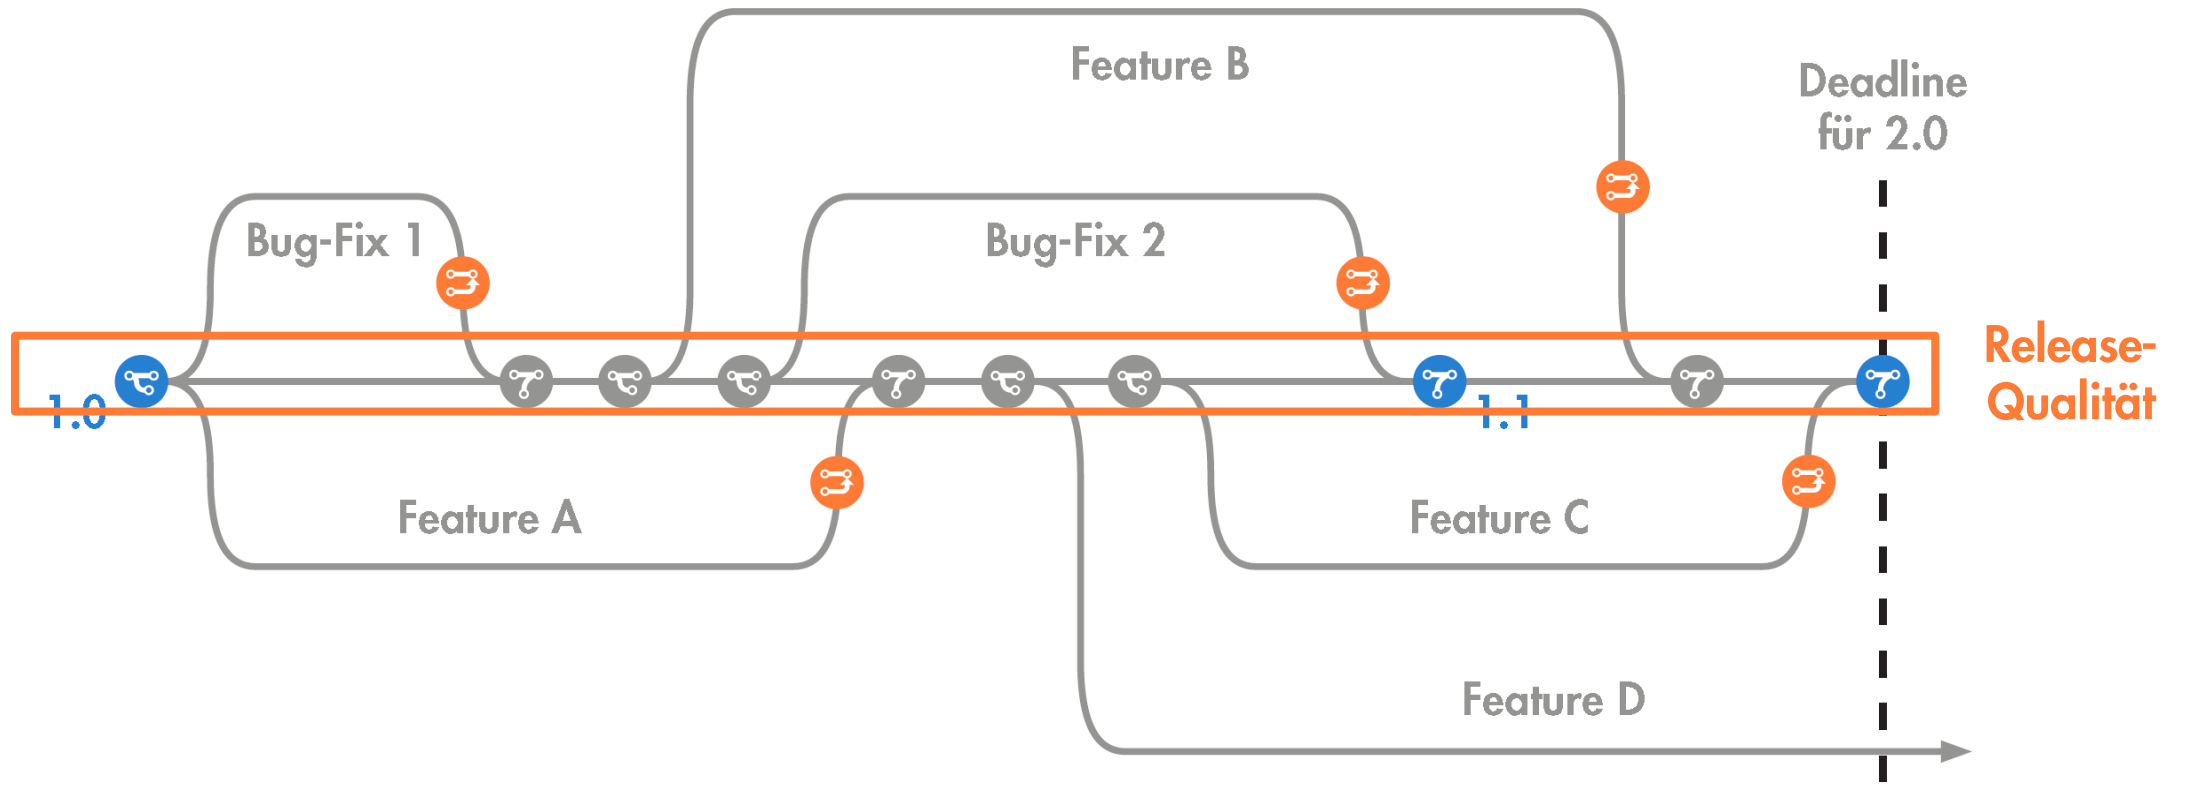 Feature B
Deadline
für 2.0
Bug-Fix 1
Bug-Fix 2
Release-
Qualität
1.0
1.1
Feature A
Feature C
Feature D